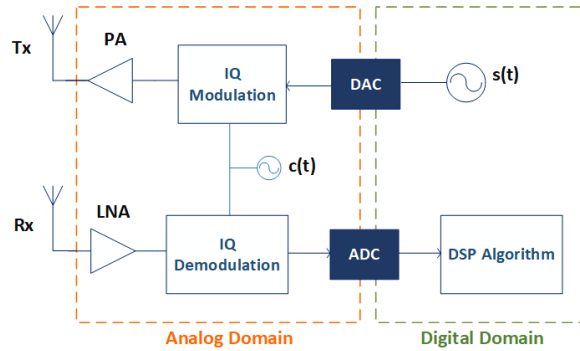 PA
Tx
IQ
Modulation
DAC
s(t)
c(t)
LNA
Rx
IQ
Demodulation
ADC
DSP Algorithm
Analog Domain
Digital Domain